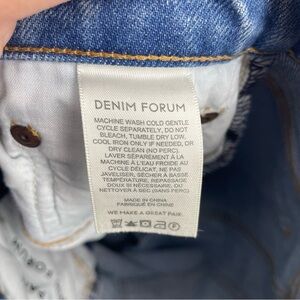 DENIM FORUM
MACHINE WASH COLD GENTLE
CYCLE SEPARATELY, DO NOT
BLEACH, TUMBLE DRY LOW,
COOL IRON ONLY IF NEEDED, OR
DRY CLEAN (NO PERC).
LAVER SÉPARÉMENT À LA
MACHINE À L'EAU FROIDE AU
CYCLE DÉLICAT, NE PAS
JAVELISER, SÉCHER À BASSE
TEMPÉRATURE, REPASSAGE
DOUX SI NÉCESSAIRE, OU
NETTOYER À SEC (SANS PERC).
MADE IN CHINA
FABRIQUÉ EN CHINE
WE MAKE A GREAT PAIR.